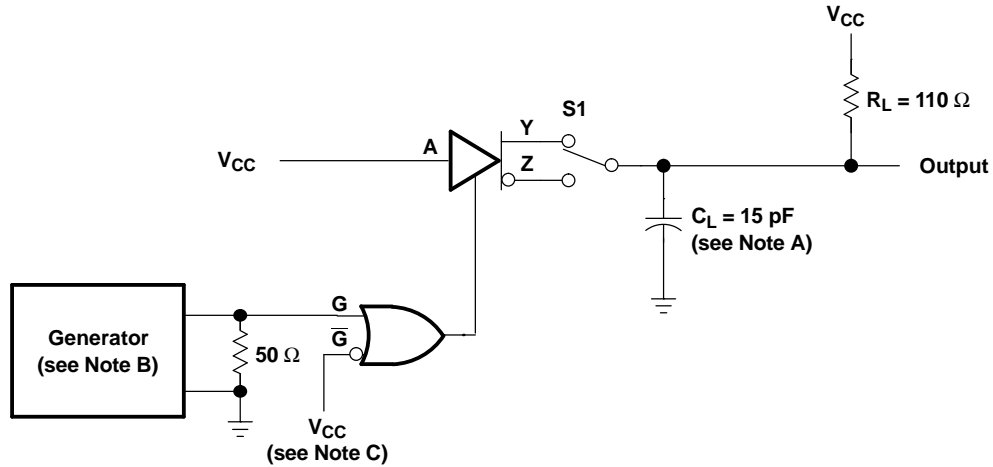 VCC
RL = 110 Ω
S1
Y
A
Z
VCC
Output
CL = 15 pF
(see Note A)
G
G̅
Generator
(see Note B)
50 Ω
VCC
(see Note C)